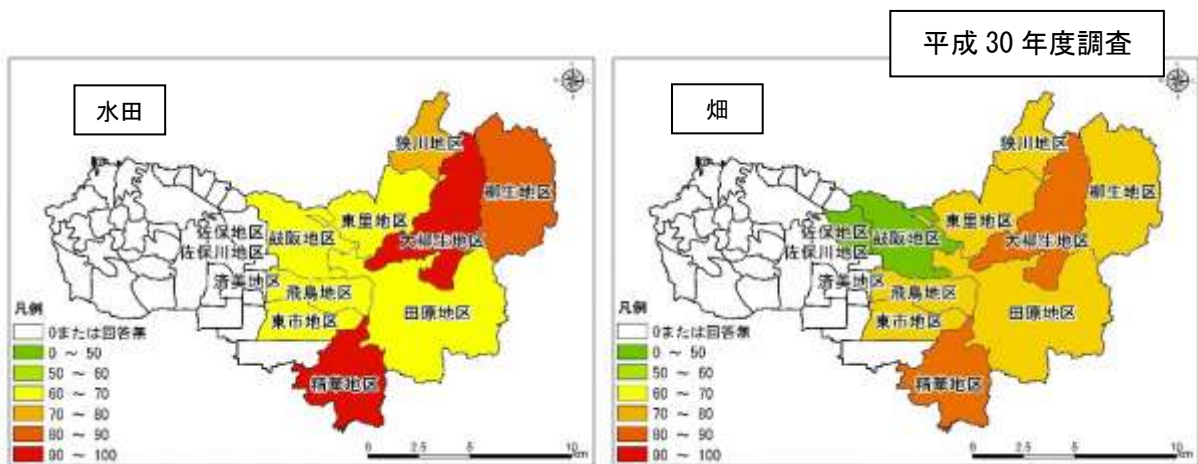 平成 30 年度調査
水田
狭川地区
柳生地区
東里地区
大柳生地区
佐保地区
鼓阪地区
佐保川地区
済美地区
飛鳥地区
田原地区
東市地区
精華地区
凡例
0または回答無
0 ～ 50
50 ～ 60
60 ～ 70
70 ～ 80
80 ～ 90
90 ～ 100
0 2.5 5 10
km
畑
狭川地区
柳生地区
東里地区
大柳生地区
佐保地区
鼓阪地区
佐保川地区
済美地区
飛鳥地区
田原地区
東市地区
精華地区
凡例
0または回答無
0 ～ 50
50 ～ 60
60 ～ 70
70 ～ 80
80 ～ 90
90 ～ 100
0 2.5 5 10
km